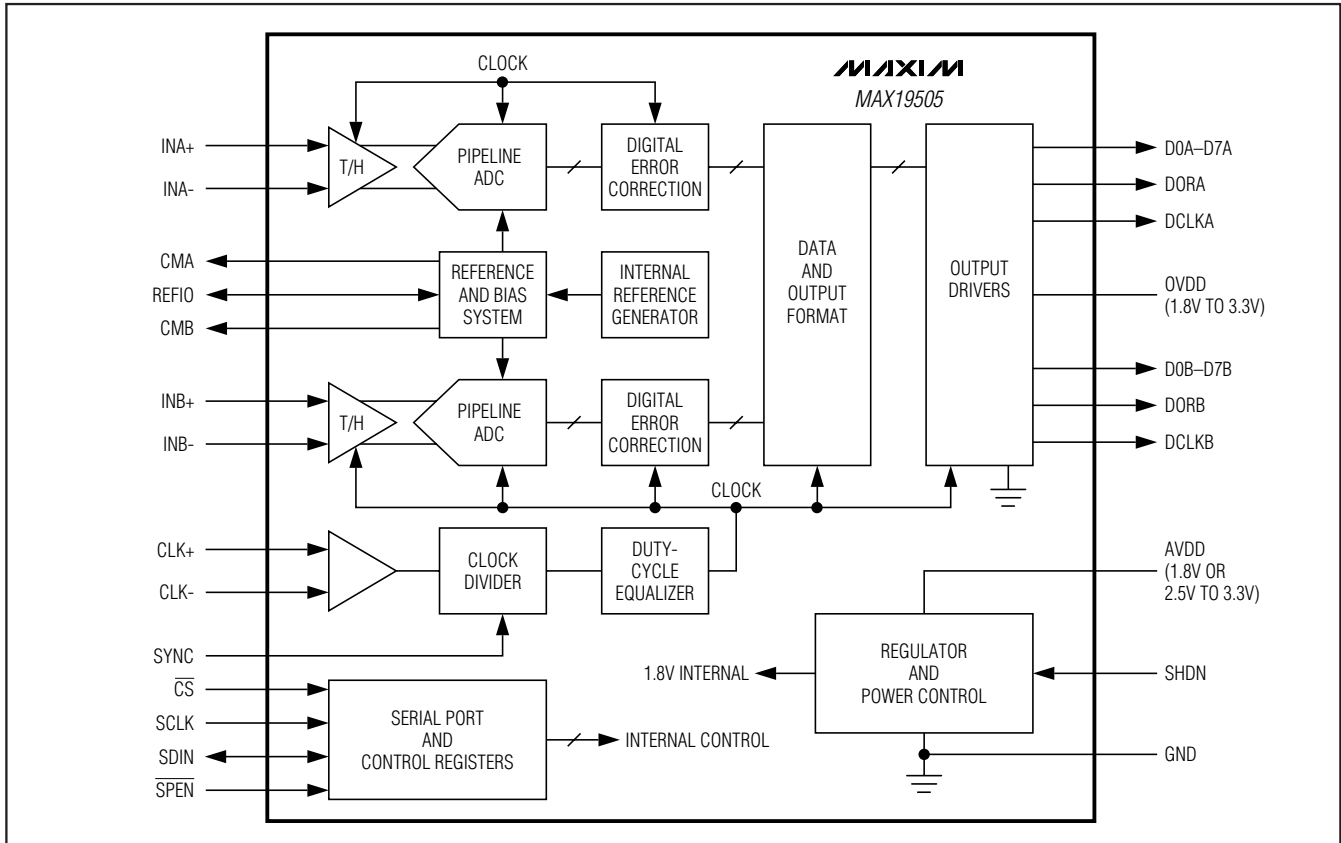 CLOCK
MAXIM
MAX19505
INA+
INA-
T/H
PIPELINE
ADC
DIGITAL
ERROR
CORRECTION
DATA
AND
OUTPUT
FORMAT
OUTPUT
DRIVERS
D0A–D7A
DORA
DCLKA
CMA
REFIO
CMB
REFERENCE
AND BIAS
SYSTEM
INTERNAL
REFERENCE
GENERATOR
OVDD
(1.8V TO 3.3V)
INB+
INB-
T/H
PIPELINE
ADC
DIGITAL
ERROR
CORRECTION
D0B–D7B
DORB
DCLKB
CLOCK
CLK+
CLK-
CLOCK
DIVIDER
DUTY-
CYCLE
EQUALIZER
AVDD
(1.8V OR
2.5V TO 3.3V)
SYNC
CS
SCLK
SDIN
SPEN
SERIAL PORT
AND
CONTROL REGISTERS
INTERNAL CONTROL
1.8V INTERNAL
REGULATOR
AND
POWER CONTROL
SHDN
GND